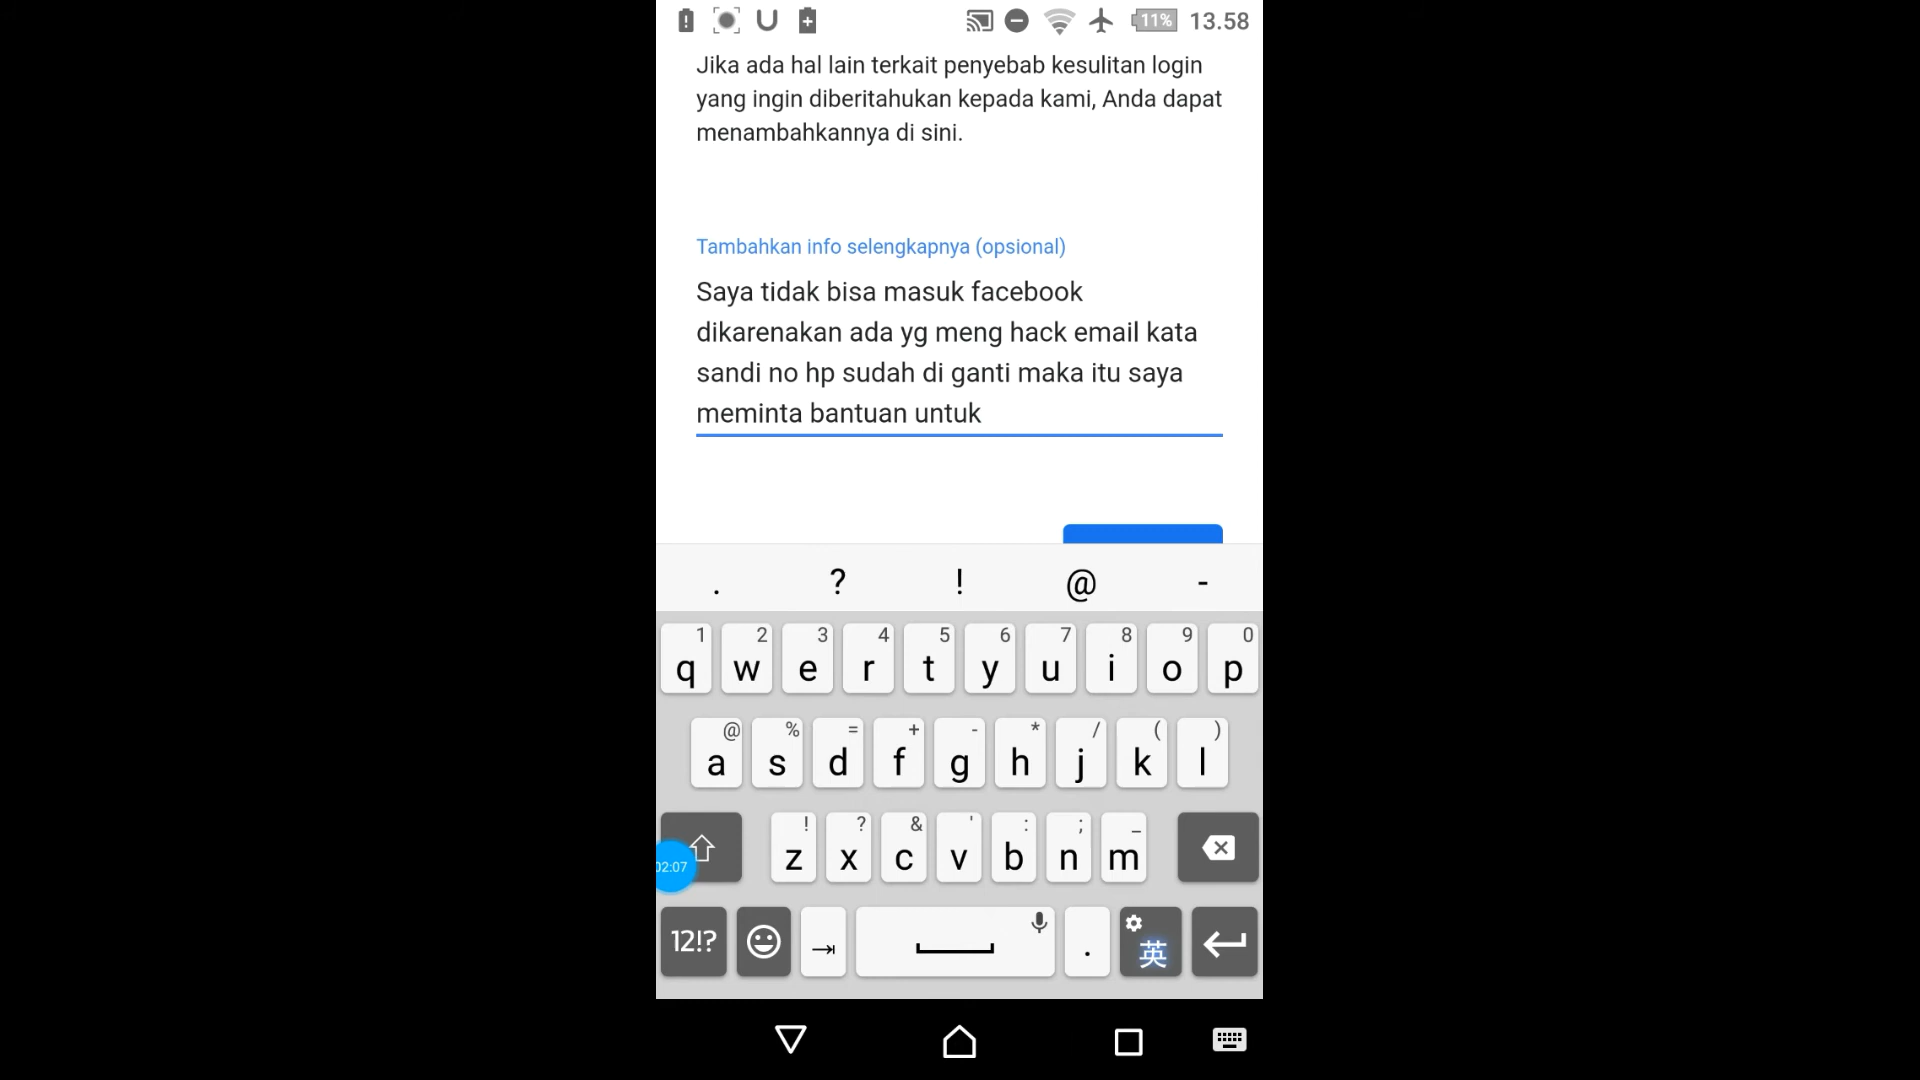 11% 13.58
Jika ada hal lain terkait penyebab kesulitan login
yang ingin diberitahukan kepada kami, Anda dapat
menambahkannya di sini.
Tambahkan info selengkapnya (opsional)
Saya tidak bisa masuk facebook
dikarenakan ada yg meng hack email kata
sandi no hp sudah di ganti maka itu saya
meminta bantuan untuk
. ? ! @ -
1 2 3 4 5 6 7 8 9 0
q w e r t y u i o p
@ % = + - * / ( )
a s d f g h j k l
! ? & ' : ; _
z x c v b n m
02:07
12!? . 英